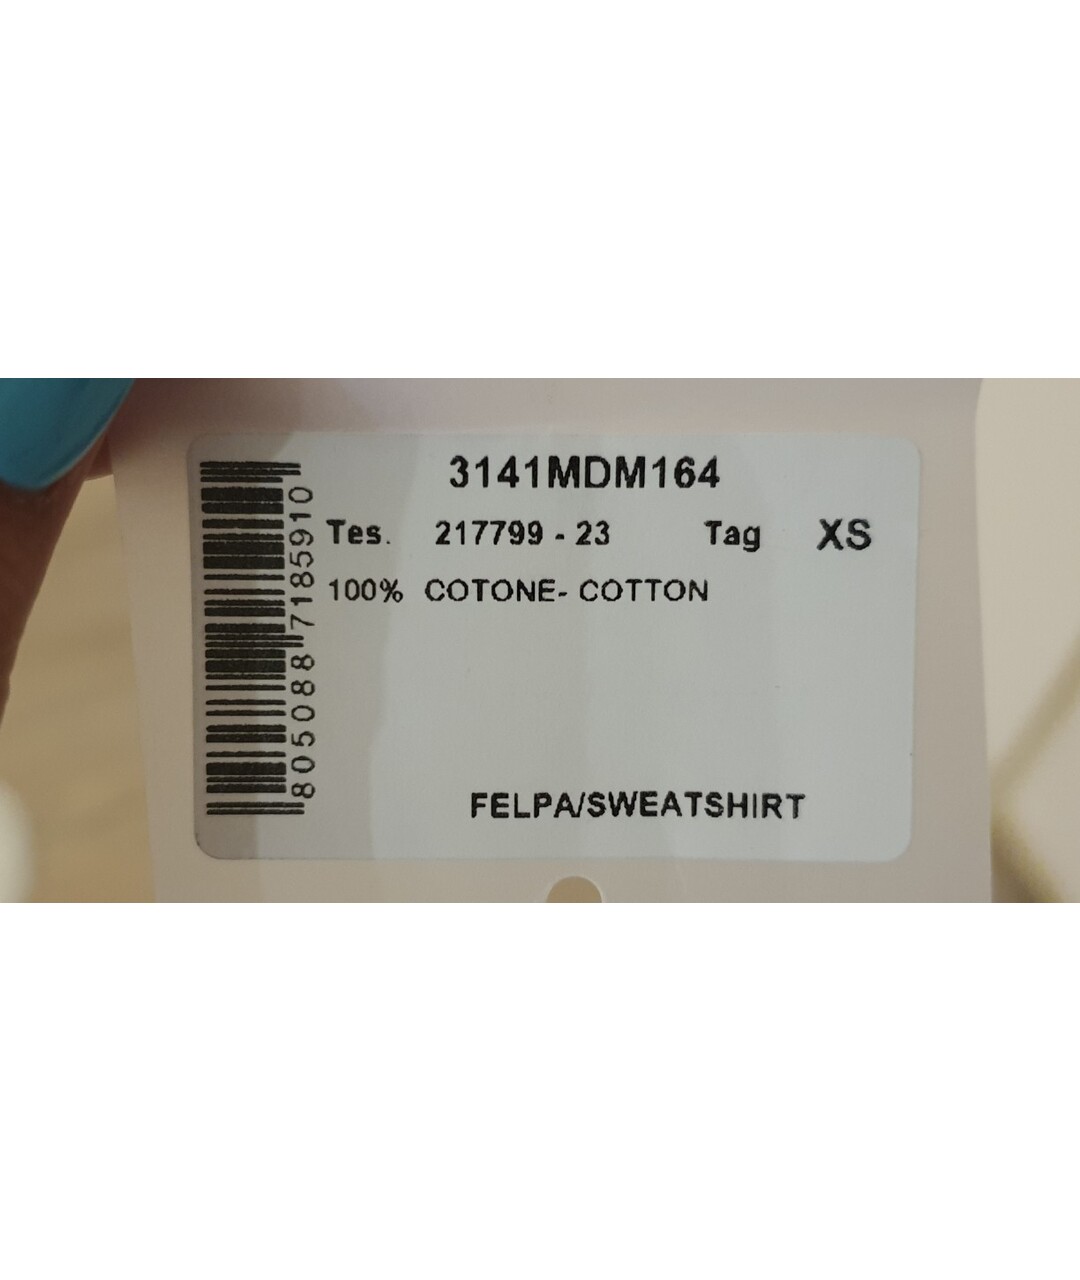 3141MDM164
Tes. 217799 - 23 Tag XS
100% COTONE- COTTON
FELPA/SWEATSHIRT
8050887185910